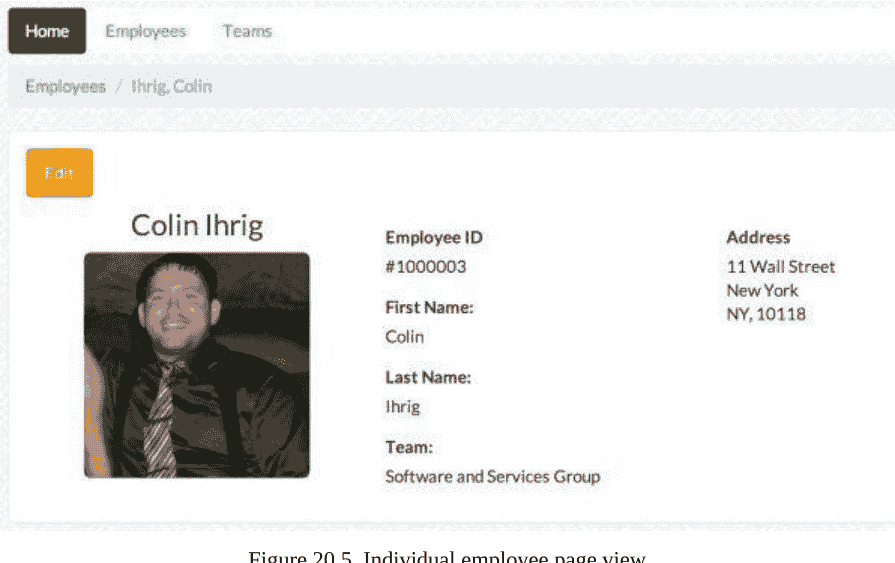 Home Employees Teams
Employees / Ihrig, Colin
Edit
Colin Ihrig
Employee ID
#1000003
First Name:
Colin
Last Name:
Ihrig
Team:
Software and Services Group
Address
11 Wall Street
New York
NY, 10118
Figure 20.5. Individual employee page view